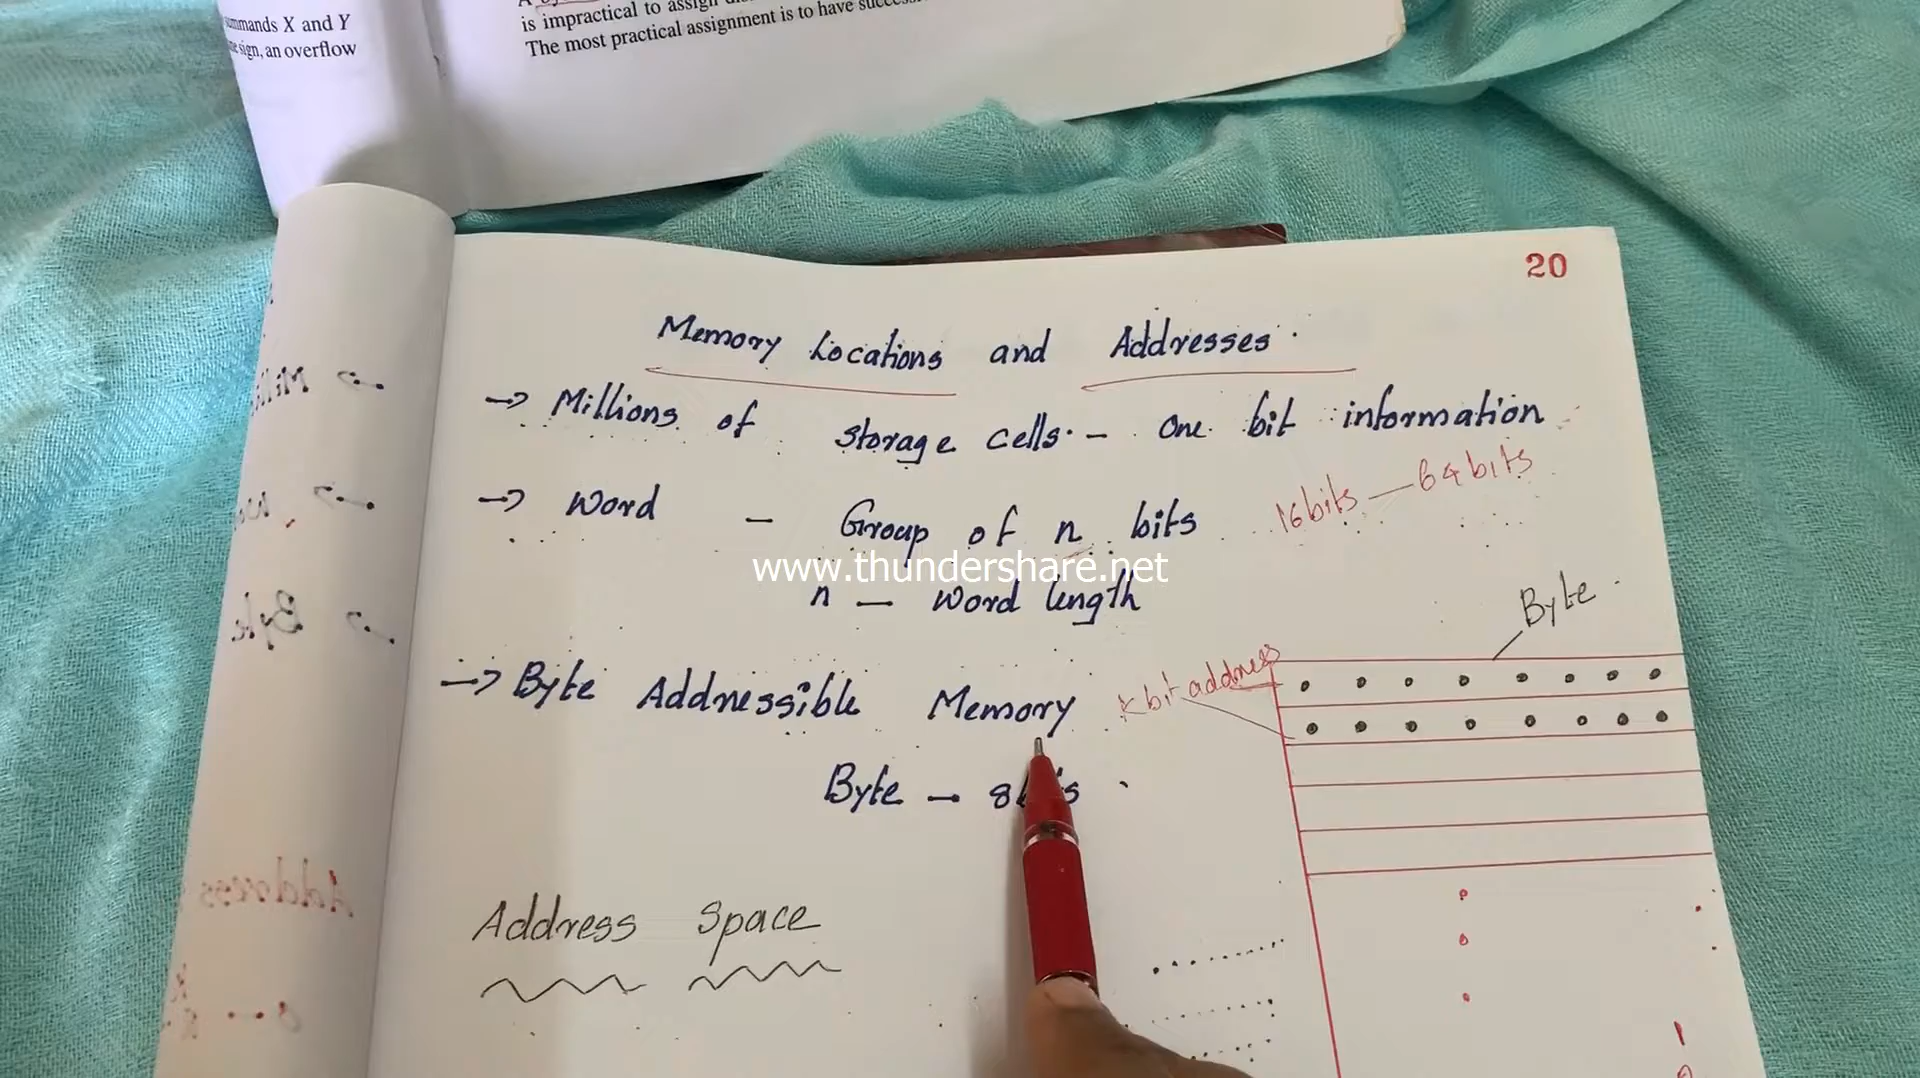 ommands X and Y
sign, an overflow
is impractical to assign
The most practical assignment is to have
20
Memory Locations and Addresses.
→ Millions of storage cells. - One bit information
→ Word - Group of n bits 16bits — 64bits
www.thundershare.net
n — Word length
Byte
→ Byte Addressible Memory k bit address
Byte — 8 bits
Address Space